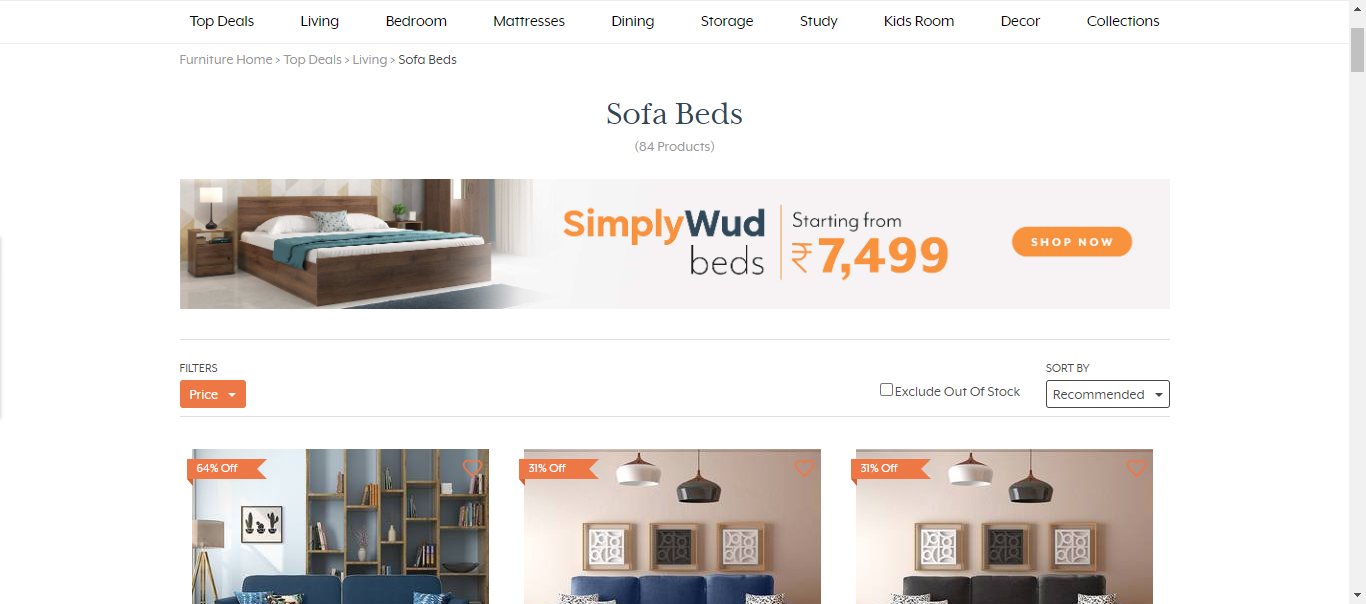 Top Deals Living Bedroom Mattresses Dining Storage Study Kids Room Decor Collections
Furniture Home > Top Deals > Living > Sofa Beds
Sofa Beds
(84 Products)
SimplyWud
beds
Starting from
₹7,499
SHOP NOW
FILTERS
Price
Exclude Out Of Stock
SORT BY
Recommended
64% Off
31% Off
31% Off